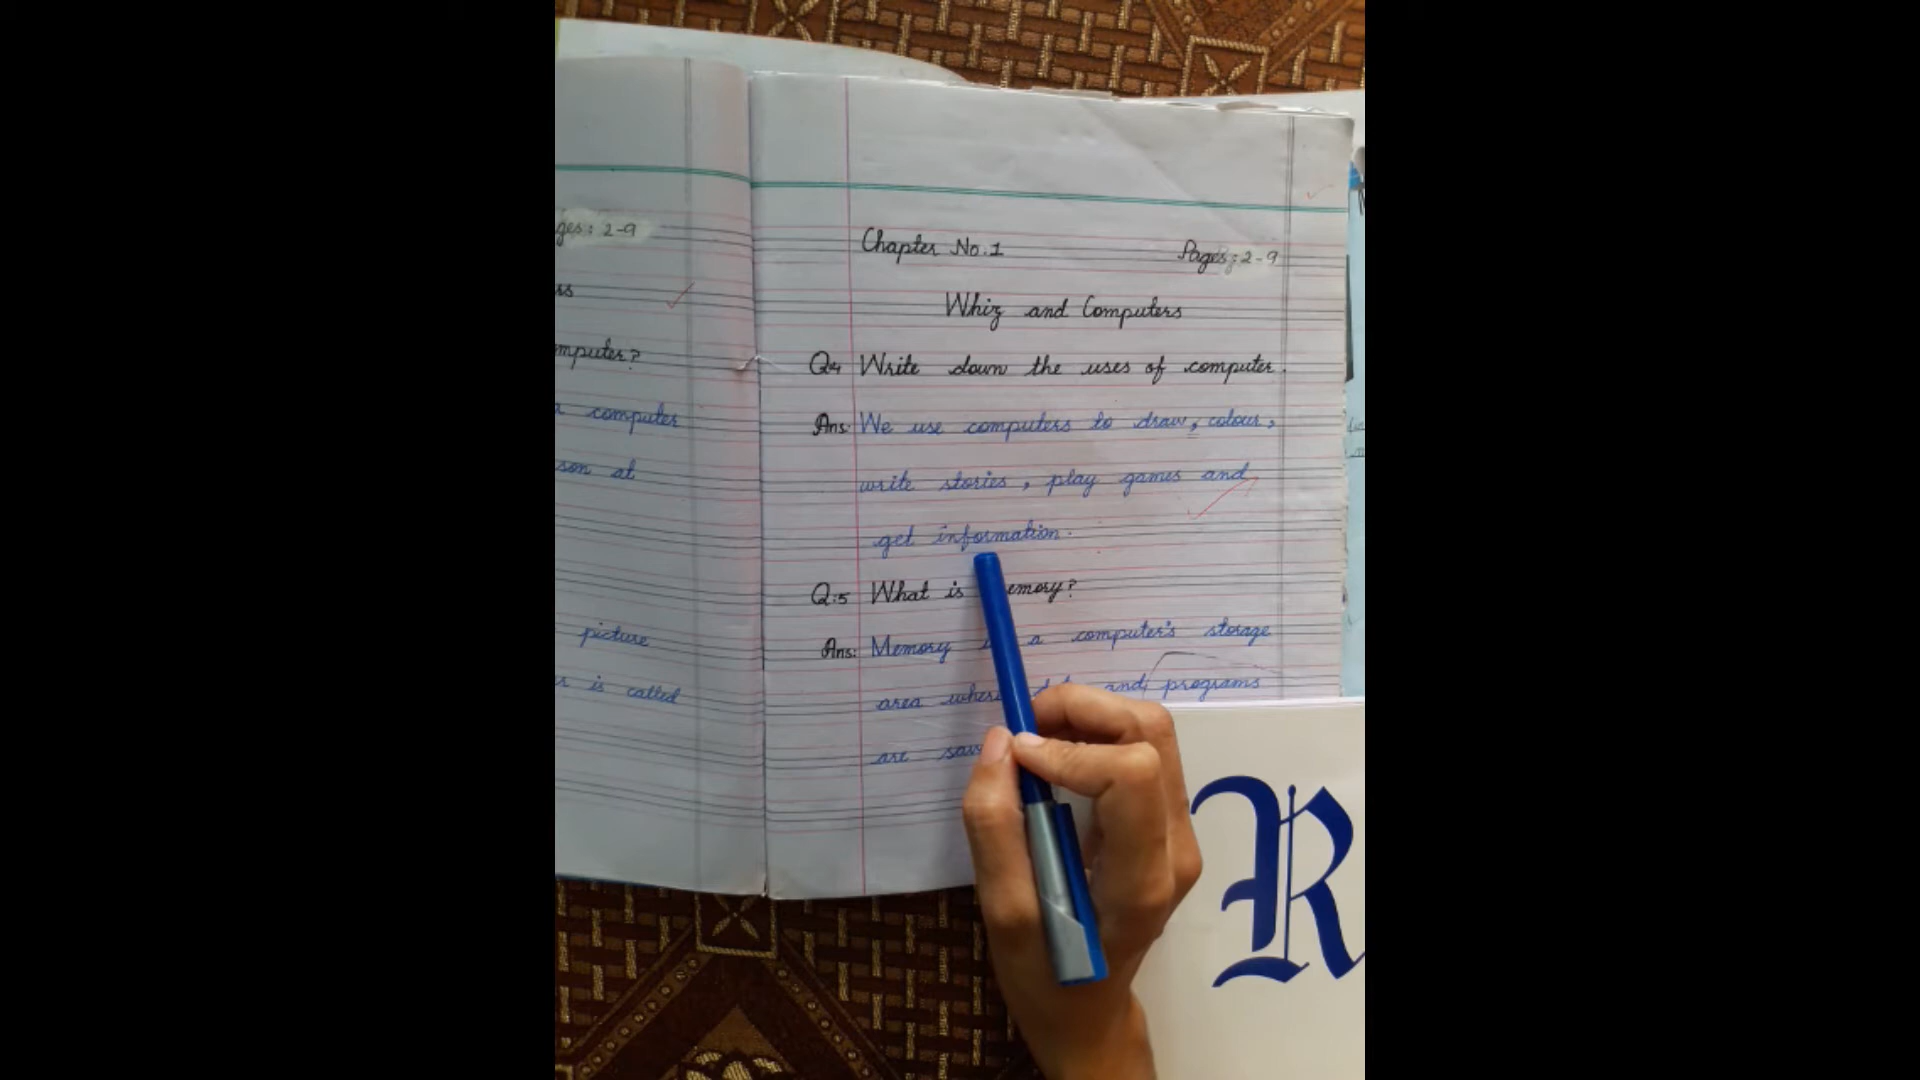 ges: 2-9
mputer?
computer
son at
picture
is called
Chapter No.1 Pages: 2-9
Whiz and Computers
Q4 Write down the uses of computer.
Ans: We use computers to draw, colour,
write stories, play games and
get information.
Q:5 What is emory?
Ans: Memory a computer's storage
area where and programs
are sav
R